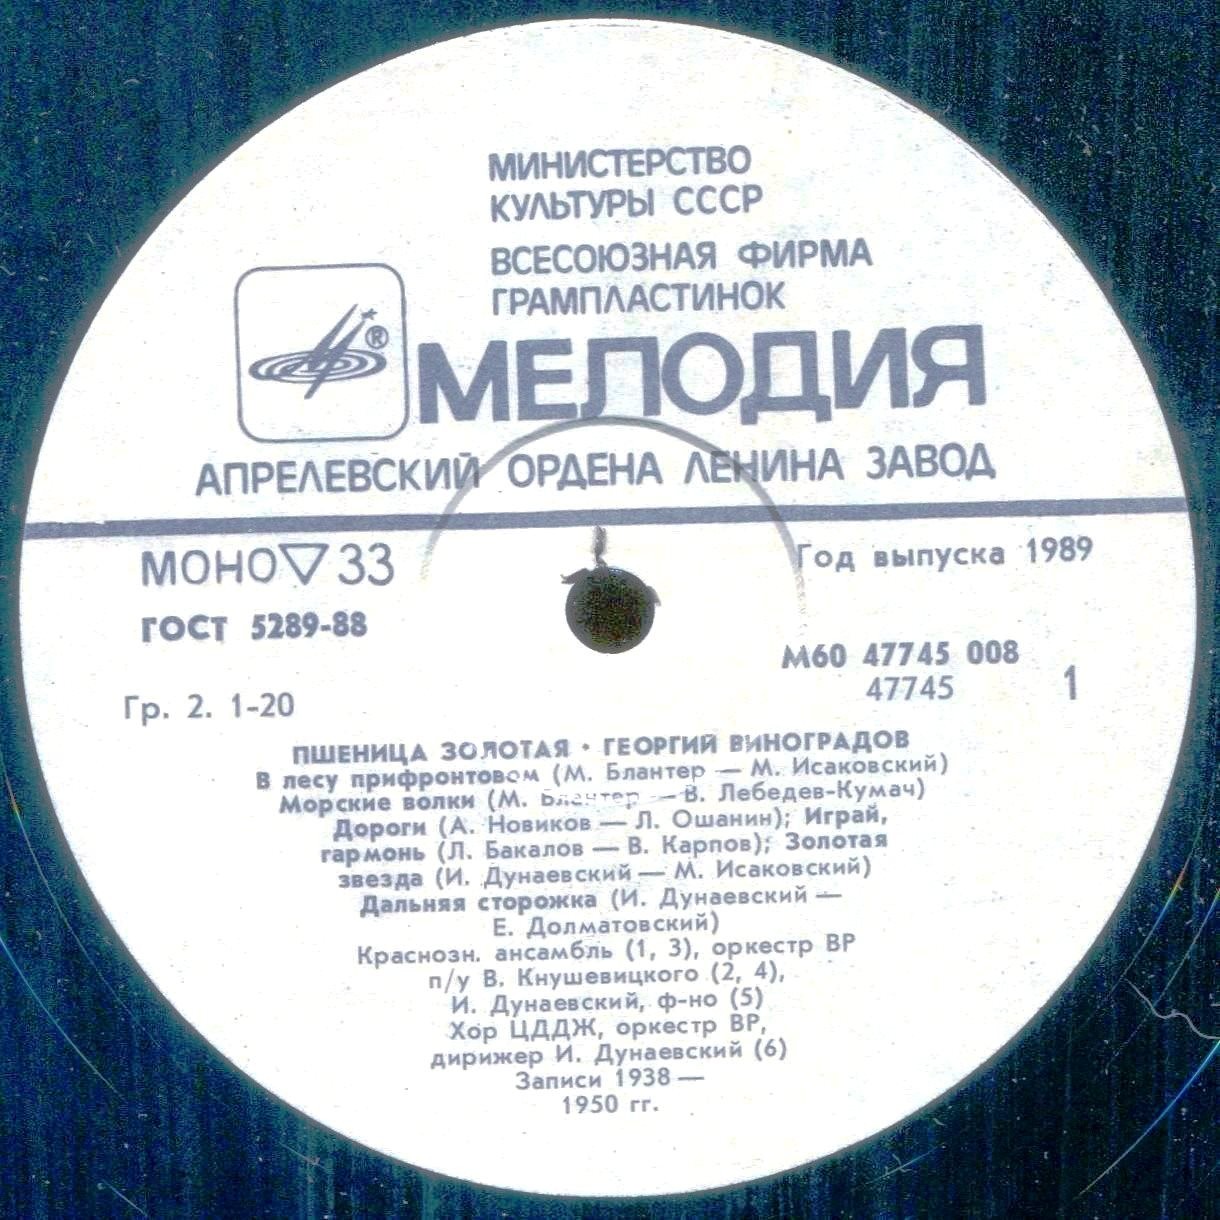 МИНИСТЕРСТВО
КУЛЬТУРЫ СССР
ВСЕСОЮЗНАЯ ФИРМА
ГРАМПЛАСТИНОК
®
МЕЛОДИЯ
АПРЕЛЕВСКИЙ ОРДЕНА ЛЕНИНА ЗАВОД
МОНО 33
Год выпуска 1989
ГОСТ 5289-88
М60 47745 008
47745
1
Гр. 2. 1-20
ПШЕНИЦА ЗОЛОТАЯ • ГЕОРГИЙ ВИНОГРАДОВ
В лесу прифронтовом (М. Блантер — М. Исаковский)
Морские волки (М. Блантер — В. Лебедев-Кумач)
Дороги (А. Новиков — Л. Ошанин); Играй,
гармонь (Л. Бакалов — В. Карпов); Золотая
звезда (И. Дунаевский — М. Исаковский)
Дальняя сторожка (И. Дунаевский —
Е. Долматовский)
Краснозн. ансамбль (1, 3), оркестр ВР
п/у В. Кнушевицкого (2, 4),
И. Дунаевский, ф-но (5)
Хор ЦДДЖ, оркестр ВР,
дирижер И. Дунаевский (6)
Записи 1938 —
1950 гг.